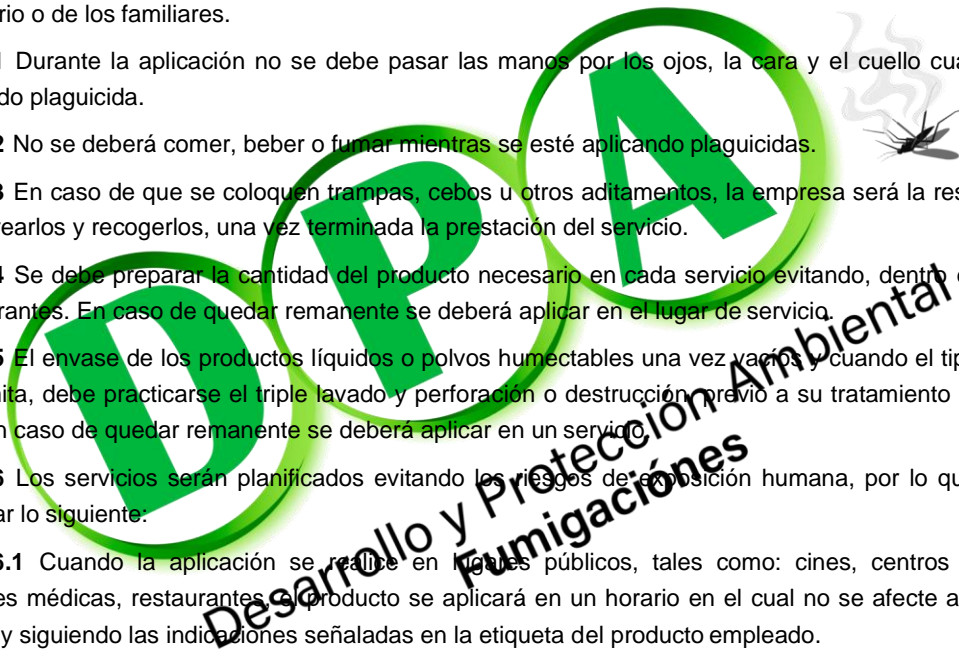 rio o de los familiares.
1 Durante la aplicación no se debe pasar las manos por los ojos, la cara y el cuello cua
do plaguicida.
2 No se deberá comer, beber o fumar mientras se esté aplicando plaguicidas.
3 En caso de que se coloquen trampas, cebos u otros aditamentos, la empresa será la res
earlos y recogerlos, una vez terminada la prestación del servicio.
4 Se debe preparar la cantidad del producto necesario en cada servicio evitando, dentro
rantes. En caso de quedar remanente se deberá aplicar en el lugar de servicio.
5 El envase de los productos líquidos o polvos humectables una vez vacíos y cuando el tip
ita, debe practicarse el triple lavado y perforación o destrucción, previo a su tratamiento
n caso de quedar remanente se deberá aplicar en un servicio.
6 Los servicios serán planificados evitando los riesgos de exposición humana, por lo qu
ar lo siguiente:
6.1 Cuando la aplicación se realice en lugares públicos, tales como: cines, centros
es médicas, restaurantes, el producto se aplicará en un horario en el cual no se afecte a
y siguiendo las indicaciones señaladas en la etiqueta del producto empleado.
DPA
Desarrollo y Protección Ambiental
Fumigaciónes